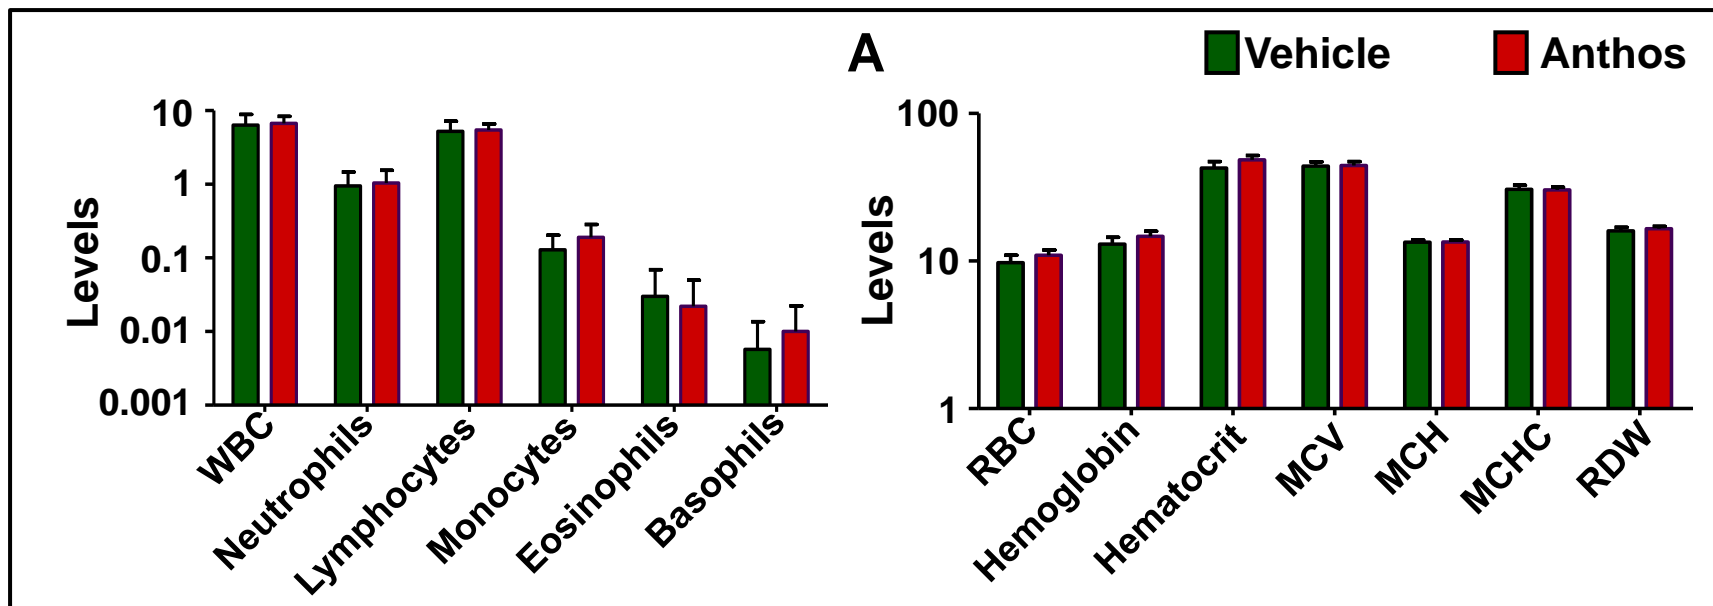 A
Vehicle
Anthos
Levels
10
1
0.1
0.01
0.001
WBC
Neutrophils
Lymphocytes
Monocytes
Eosinophils
Basophils
Levels
100
10
1
RBC
Hemoglobin
Hematocrit
MCV
MCH
MCHC
RDW